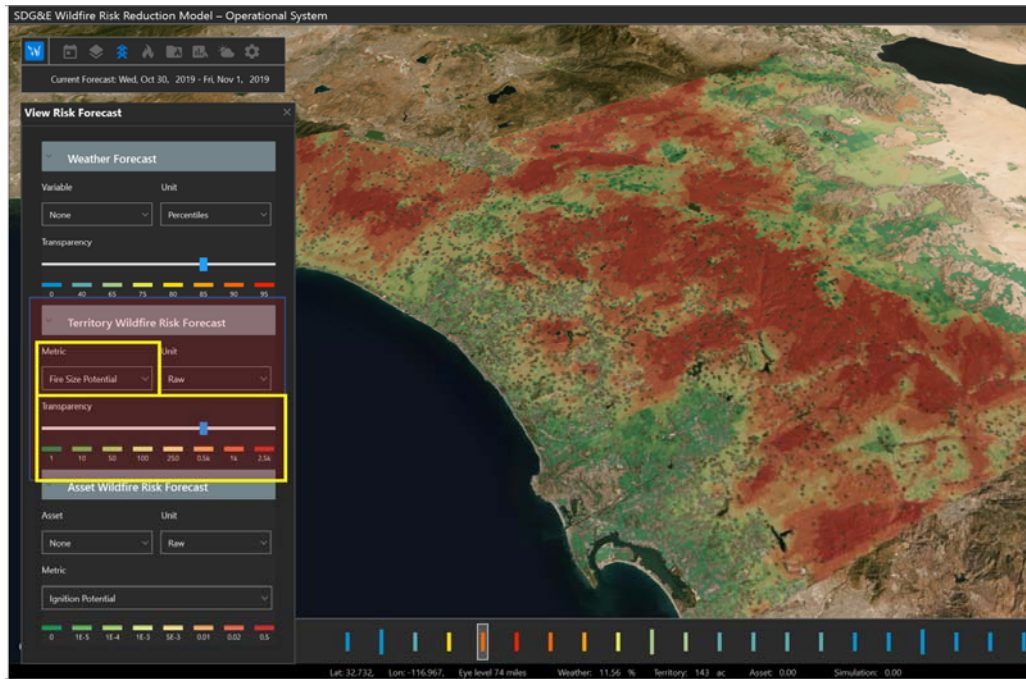 SDG&E Wildfire Risk Reduction Model – Operational System
Current Forecast: Wed, Oct 30, 2019 - Fri, Nov 1, 2019
View Risk Forecast
Weather Forecast
Variable Unit
None Percentiles
Transparency
0 40 65 75 80 85 90 95
Territory Wildfire Risk Forecast
Metric Unit
Fire Size Potential Raw
Transparency
1 10 50 100 250 0.5k 1k 2.5k
Asset Wildfire Risk Forecast
Asset Unit
None Raw
Metric
Ignition Potential
0 1E-5 1E-4 1E-3 5E-3 0.01 0.02 0.5
Lat: 32.732, Lon: -116.967, Eye level 74 miles Weather: 11.56 % Territory: 143 ac Asset: 0.00 Simulation: 0.00